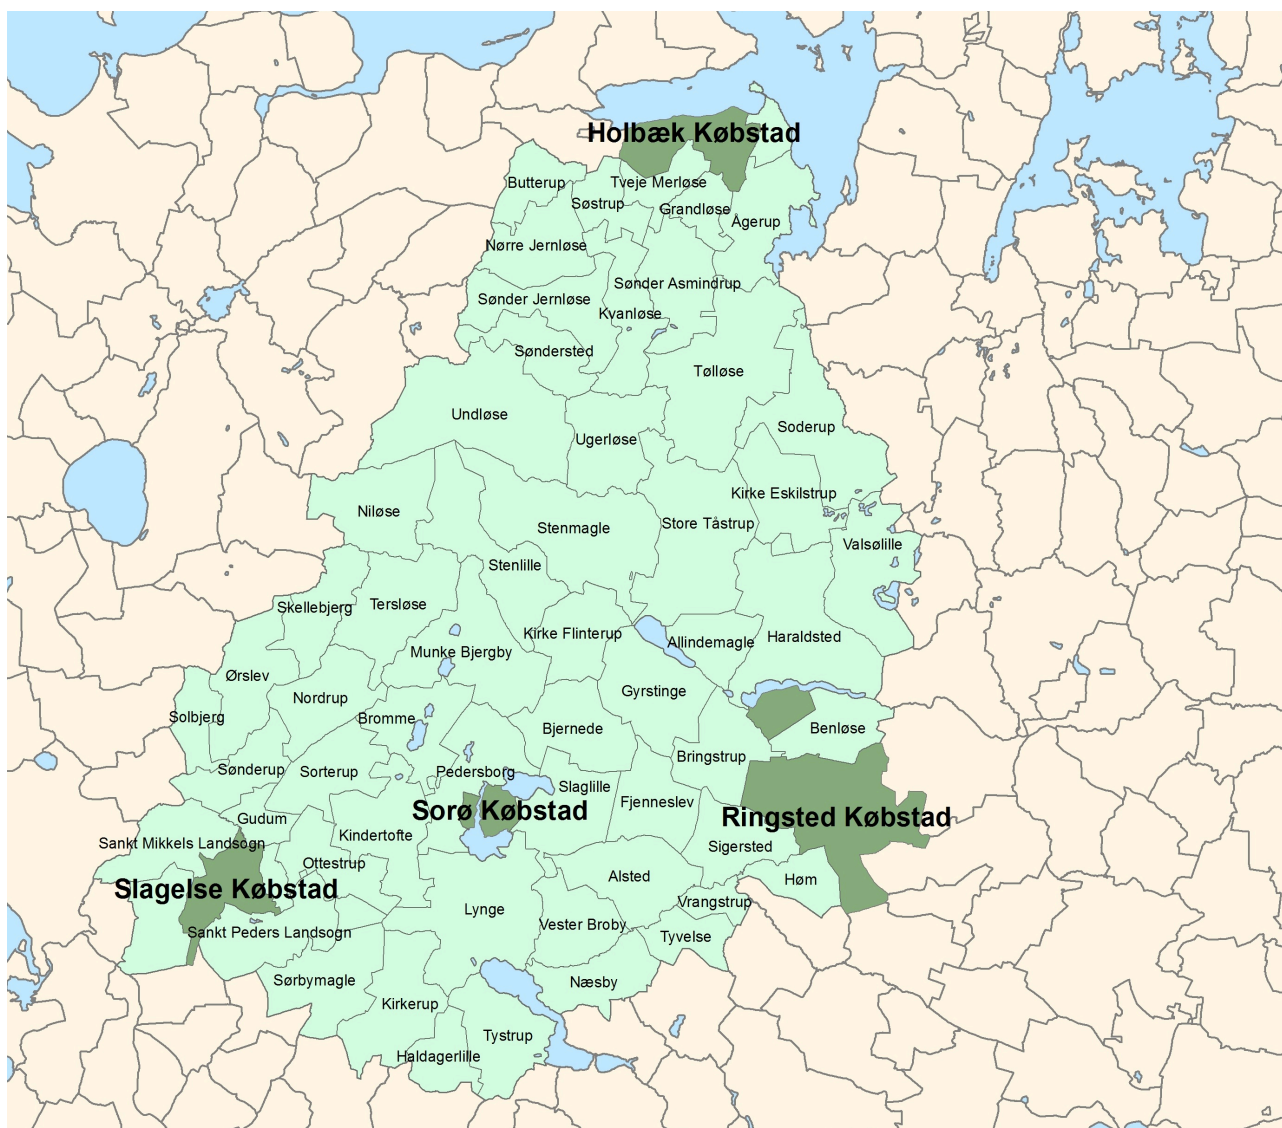 Holbæk Købstad
Butterup
Tveje Merløse
Søstrup
Grandløse
Ågerup
Nørre Jernløse
Sønder Asmindrup
Sønder Jernløse
Kvanløse
Søndersted
Tølløse
Undløse
Soderup
Ugerløse
Kirke Eskilstrup
Niløse
Stenmagle
Store Tåstrup
Valsølille
Stenlille
Skellebjerg
Tersløse
Kirke Flinterup
Haraldsted
Allindemagle
Munke Bjergby
Ørslev
Gyrstinge
Nordrup
Solbjerg
Bromme
Bjernede
Benløse
Bringstrup
Sønderup
Sorterup
Pedersborg
Slaglille
Fjenneslev
Sorø Købstad
Ringsted Købstad
Gudum
Kindertofte
Sankt Mikkels Landsogn
Sigersted
Ottestrup
Alsted
Høm
Slagelse Købstad
Vrangstrup
Lynge
Vester Broby
Sankt Peders Landsogn
Tyvelse
Sørbymagle
Næsby
Kirkerup
Tystrup
Haldagerlille